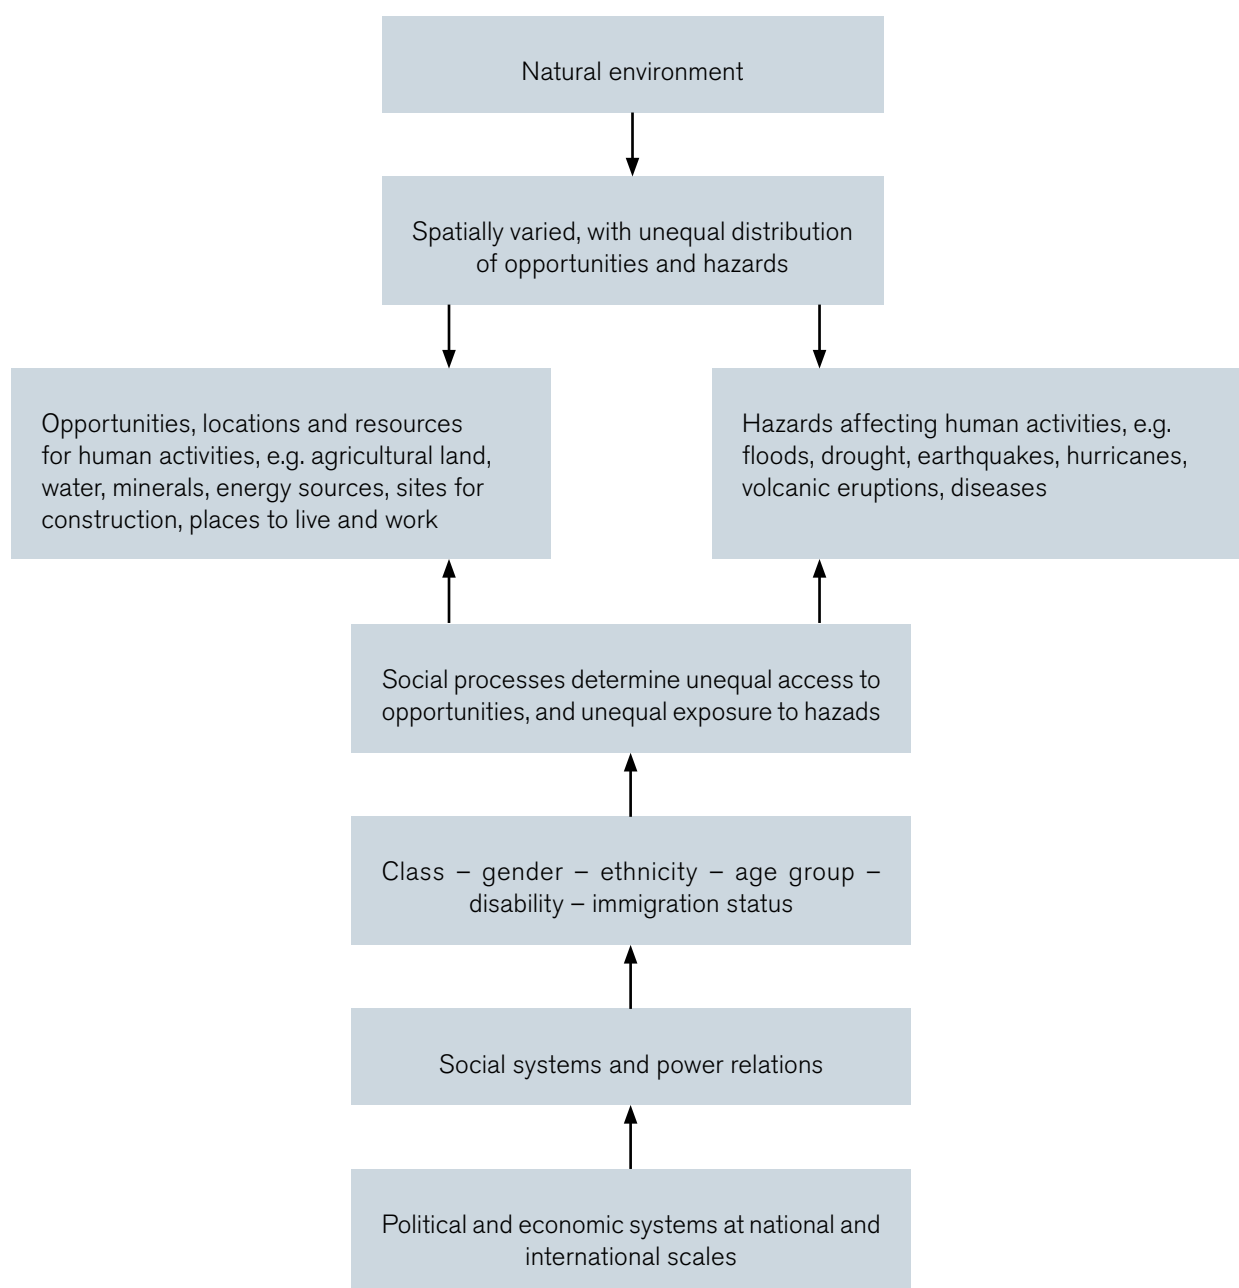 Natural environment
Spatially varied, with unequal distribution
of opportunities and hazards
Opportunities, locations and resources
for human activities, e.g. agricultural land,
water, minerals, energy sources, sites for
construction, places to live and work
Hazards affecting human activities, e.g.
floods, drought, earthquakes, hurricanes,
volcanic eruptions, diseases
Social processes determine unequal access to
opportunities, and unequal exposure to hazads
Class – gender – ethnicity – age group –
disability – immigration status
Social systems and power relations
Political and economic systems at national and
international scales